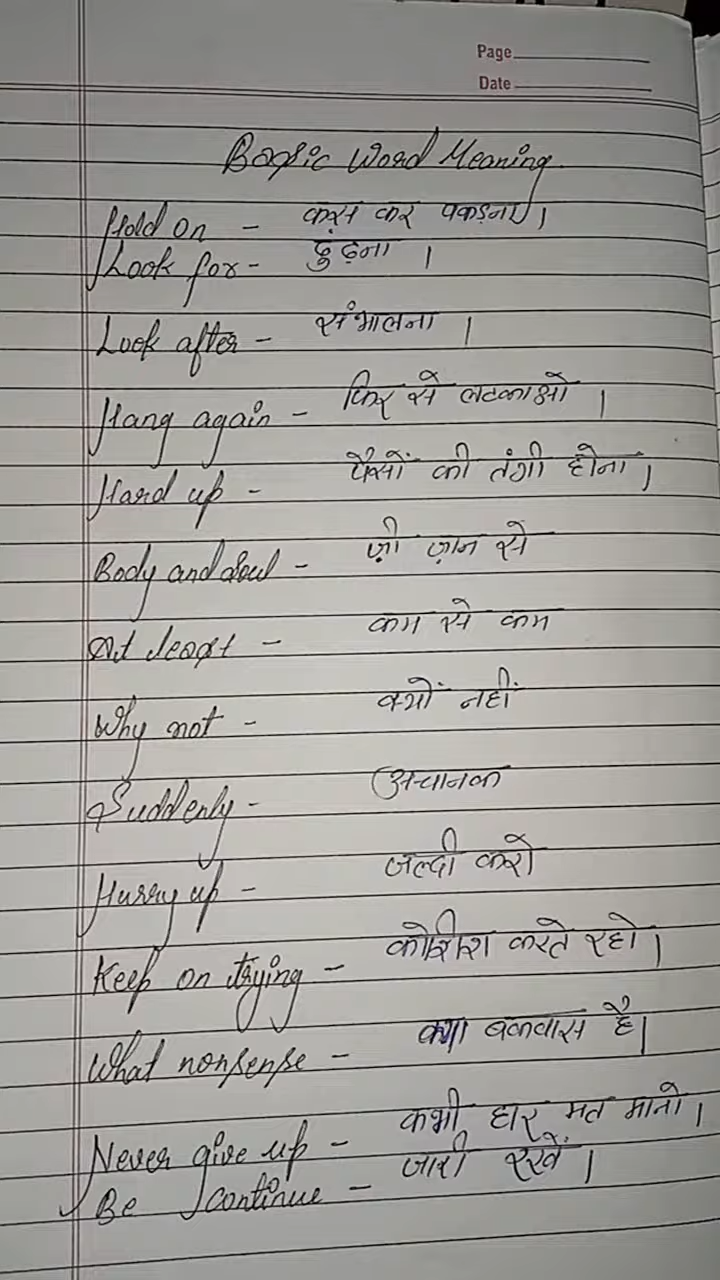 Page
Date
Bagsic Word Meaning
Hold on - कस कर पकड़ना।
Look for - ढुढ़ना ।
Look after - संभालना ।
Hang again - फिर से लटकाओ ।
Hard up - पैसों की तंगी होना।
Body and Soul - ज़ी ज़ान से
At least - कम से कम
Why not - क्यों नहीं
Suddenly - अचानक
Hurry up - जल्दी करो
Keep on trying - कोशीश करते रहो।
What nonsense - क्या बकवास है।
Never give up - कभी हार मत मानो।
Be continue - जारी रखें।